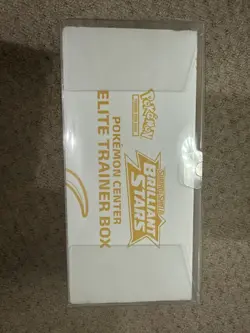 Pokémon
BRILLIANT
STARS
POKÉMON CENTER
ELITE TRAINER BOX